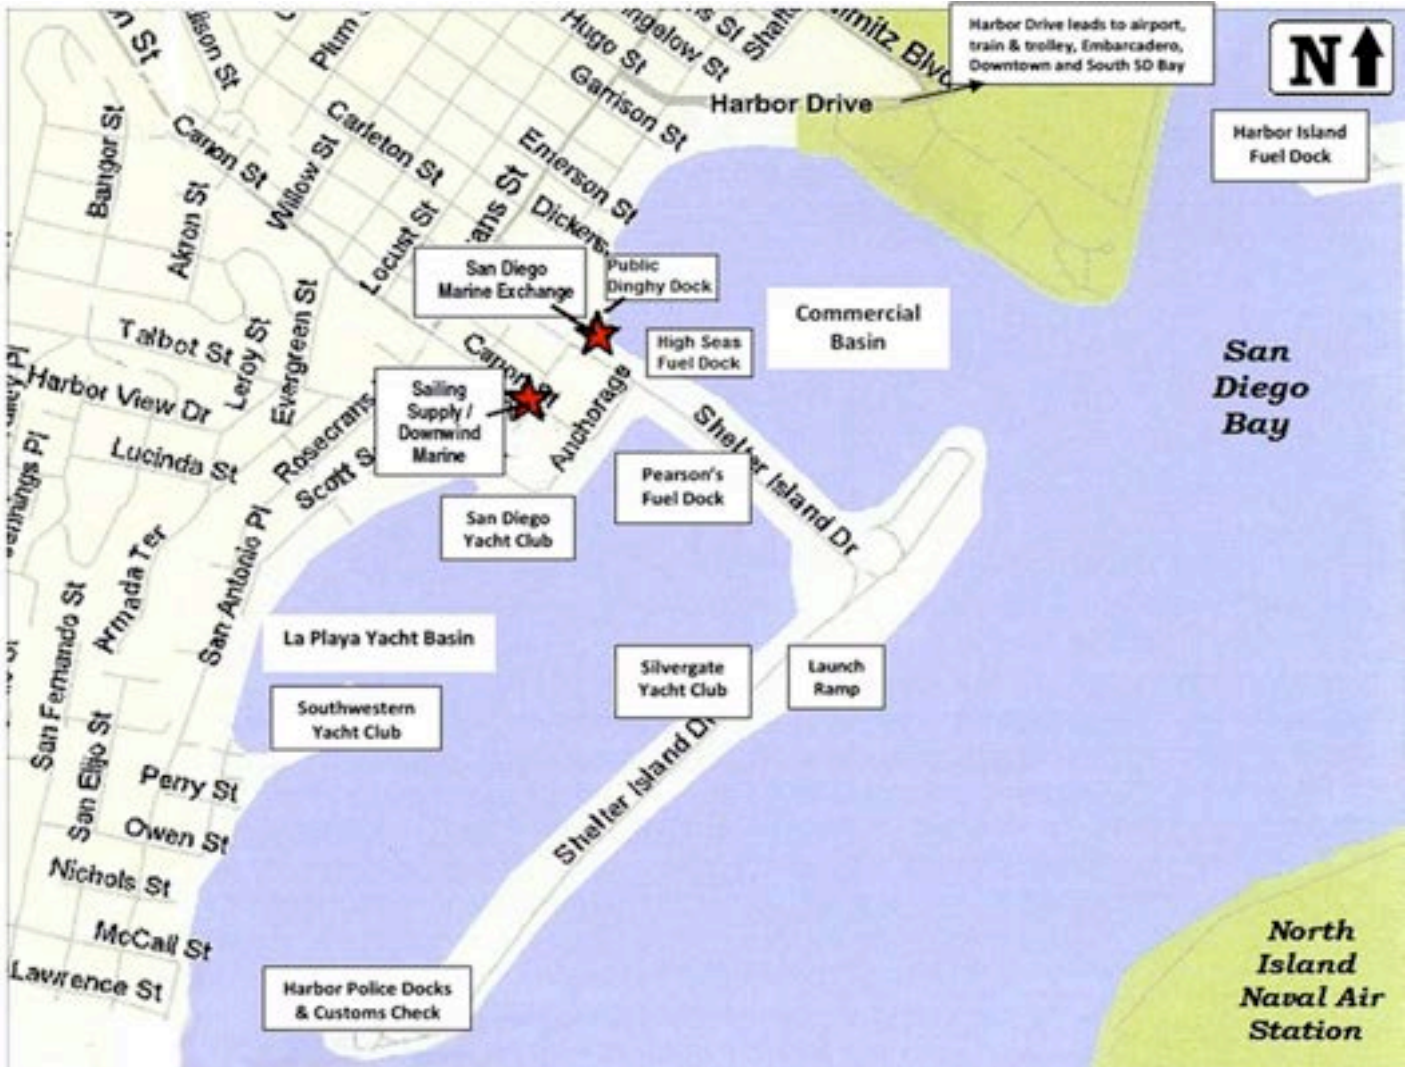 Harbor Drive leads to airport,
train & trolley, Embarcadero,
Downtown and South SD Bay
N
Plum
Hugo St
St
Harbor Drive
Garrison St
Harbor Island
Fuel Dock
Bangor St
Canon St
Carleton St
Emerson St
Akron St
Willow St
Locust St
San Diego
Marine Exchange
Public
Dinghy Dock
High Seas
Fuel Dock
Commercial
Basin
San
Diego
Bay
Talbot St
Leroy St
Evergreen St
Canon St
Harbor View Dr
Sailing
Supply /
Downwind
Marine
Anchorage
Lucinda St
Rosecrans
Scott S
Shelter Island Dr
Pearson's
Fuel Dock
San Diego
Yacht Club
Armada Ter
San Antonio Pl
San Fernando St
La Playa Yacht Basin
Silvergate
Yacht Club
Launch
Ramp
Southwestern
Yacht Club
San Elijo St
Perry St
Shelter Island Dr
Owen St
Nichols St
McCall St
Lawrence St
Harbor Police Docks
& Customs Check
North
Island
Naval Air
Station